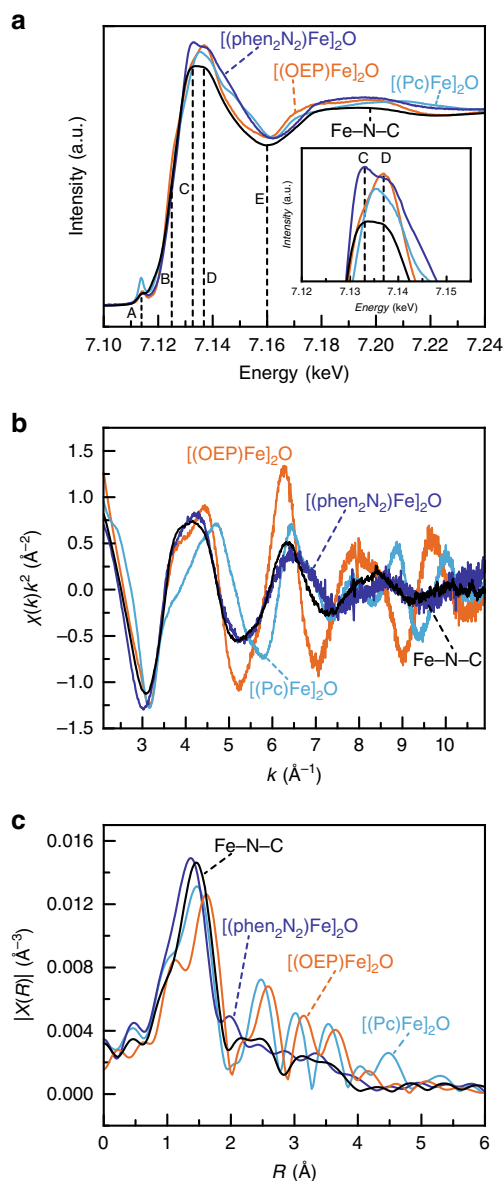 a
[(phen₂N₂)Fe]₂O
[(OEP)Fe]₂O
[(Pc)Fe]₂O
Fe–N–C
Intensity (a.u.)
A
B
C
D
E
C
D
Intensity (a.u.)
7.12 7.13 7.14 7.15
Energy (keV)
7.10 7.12 7.14 7.16 7.18 7.20 7.22 7.24
Energy (keV)
b
[(OEP)Fe]₂O
[(phen₂N₂)Fe]₂O
[(Pc)Fe]₂O
Fe–N–C
χ(k)k² (Å⁻²)
1.5
1.0
0.5
0.0
−0.5
−1.0
−1.5
3 4 5 6 7 8 9 10
k (Å⁻¹)
c
Fe–N–C
[(phen₂N₂)Fe]₂O
[(OEP)Fe]₂O
[(Pc)Fe]₂O
|X(R)| (Å⁻³)
0.016
0.012
0.008
0.004
0.000
0 1 2 3 4 5 6
R (Å)